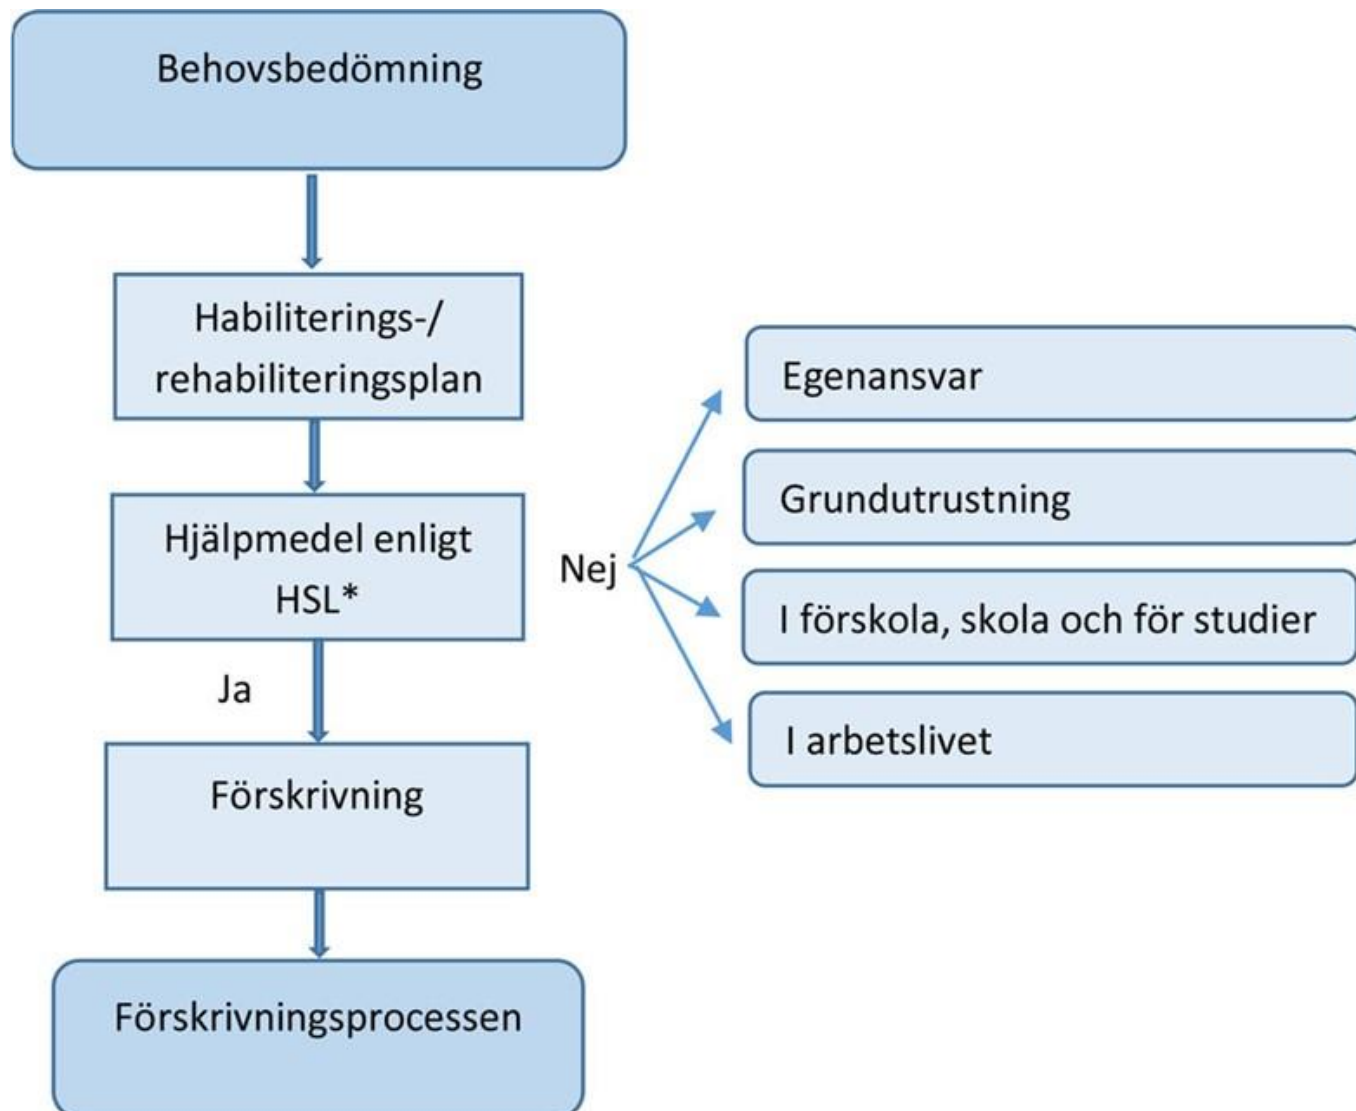 Behovsbedömning
Habiliterings-/
rehabiliteringsplan
Hjälpmedel enligt
HSL*
Ja
Förskrivning
Förskrivningsprocessen
Nej
Egenansvar
Grundutrustning
I förskola, skola och för studier
I arbetslivet